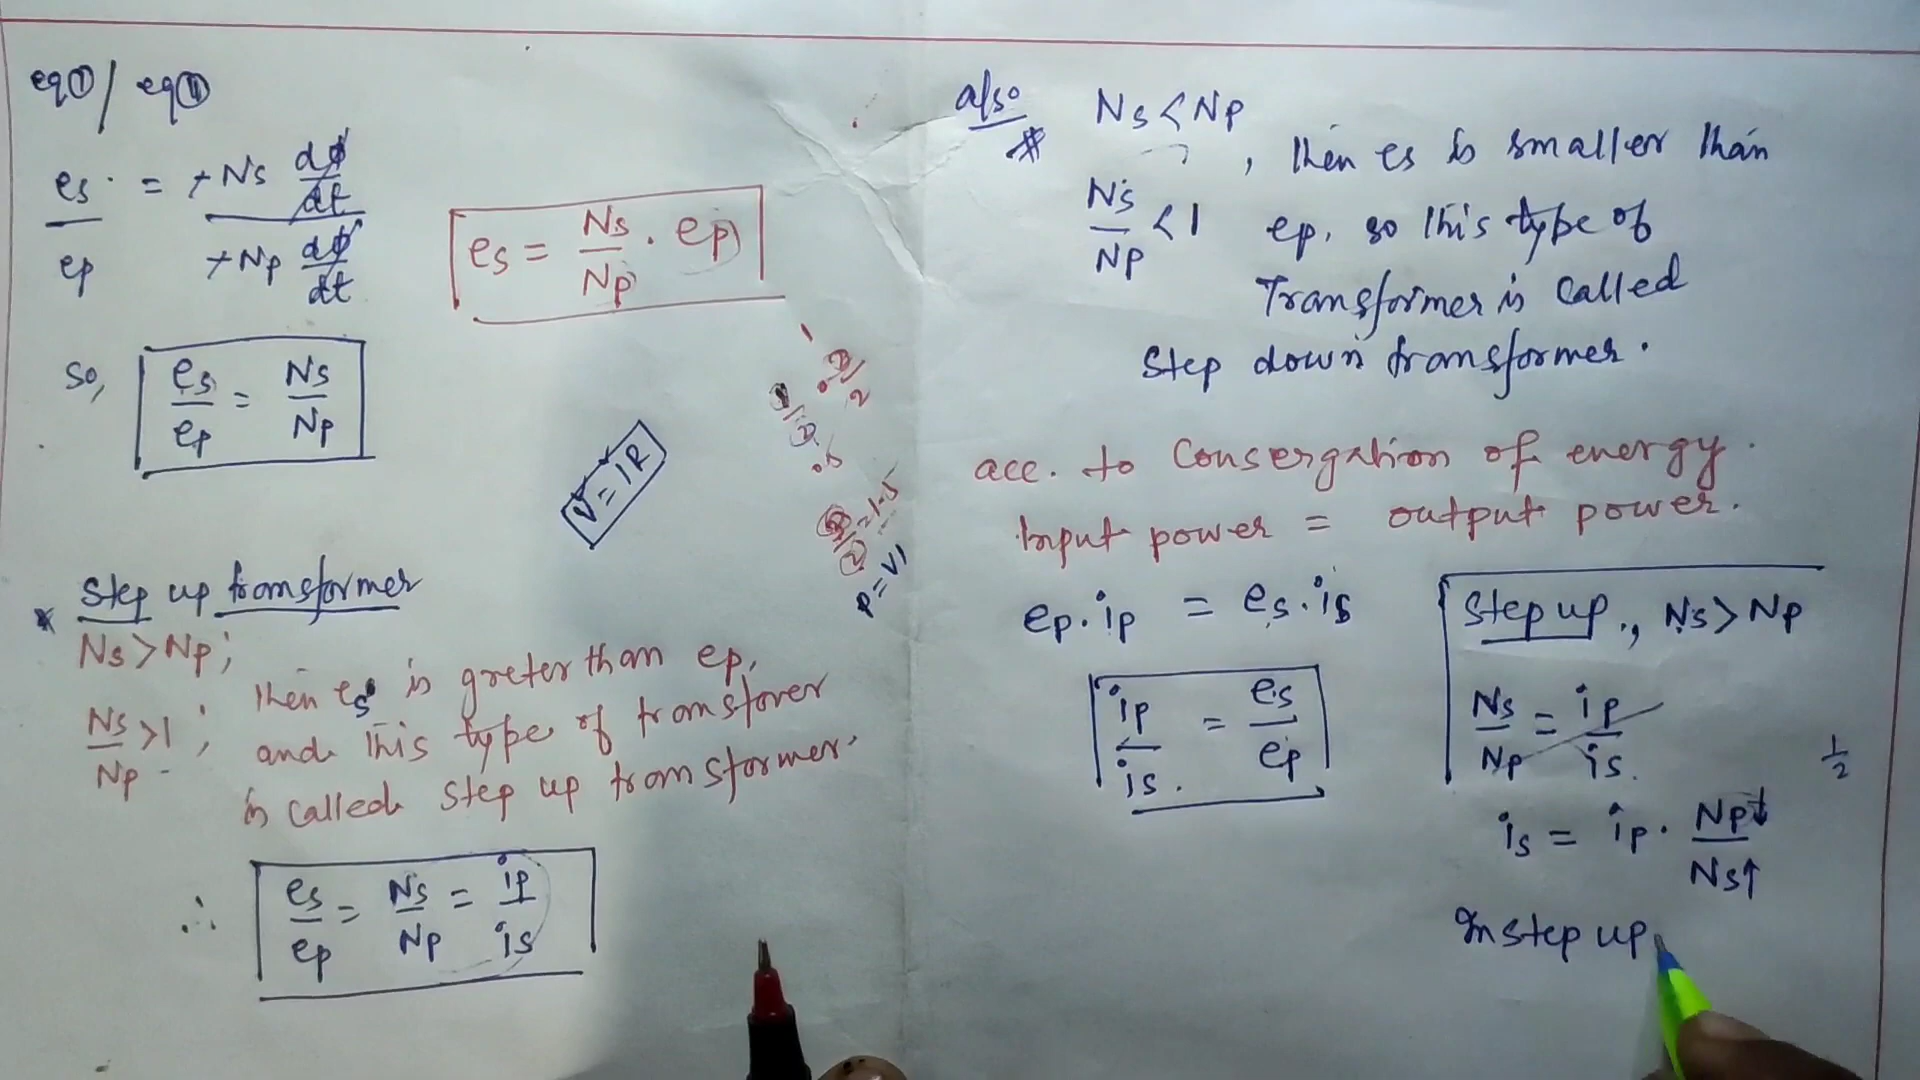 eq① / eq⑪
es = +Ns dφ/dt
ep +Np dφ/dt
es = Ns/Np . ep
So, es/ep = Ns/Np
V = IR
P = VI
* Step up transformer
Ns > Np ;
Ns/Np > 1 ; then es is greter than ep,
and this type of transfover
is called step up transformer.
∴ es/ep = Ns/Np = ip/is
also
* Ns < Np
Ns/Np < 1 , then es is smaller than
ep, so this type of
Transformer is called
Step down transformer.
acc. to Consergation of energy.
Input power = output power.
ep . ip = es . is
ip/is = es/ep
Step up, Ns > Np
Ns/Np = ip/is.
1/2
is = ip . Np↓/Ns↑
In step up